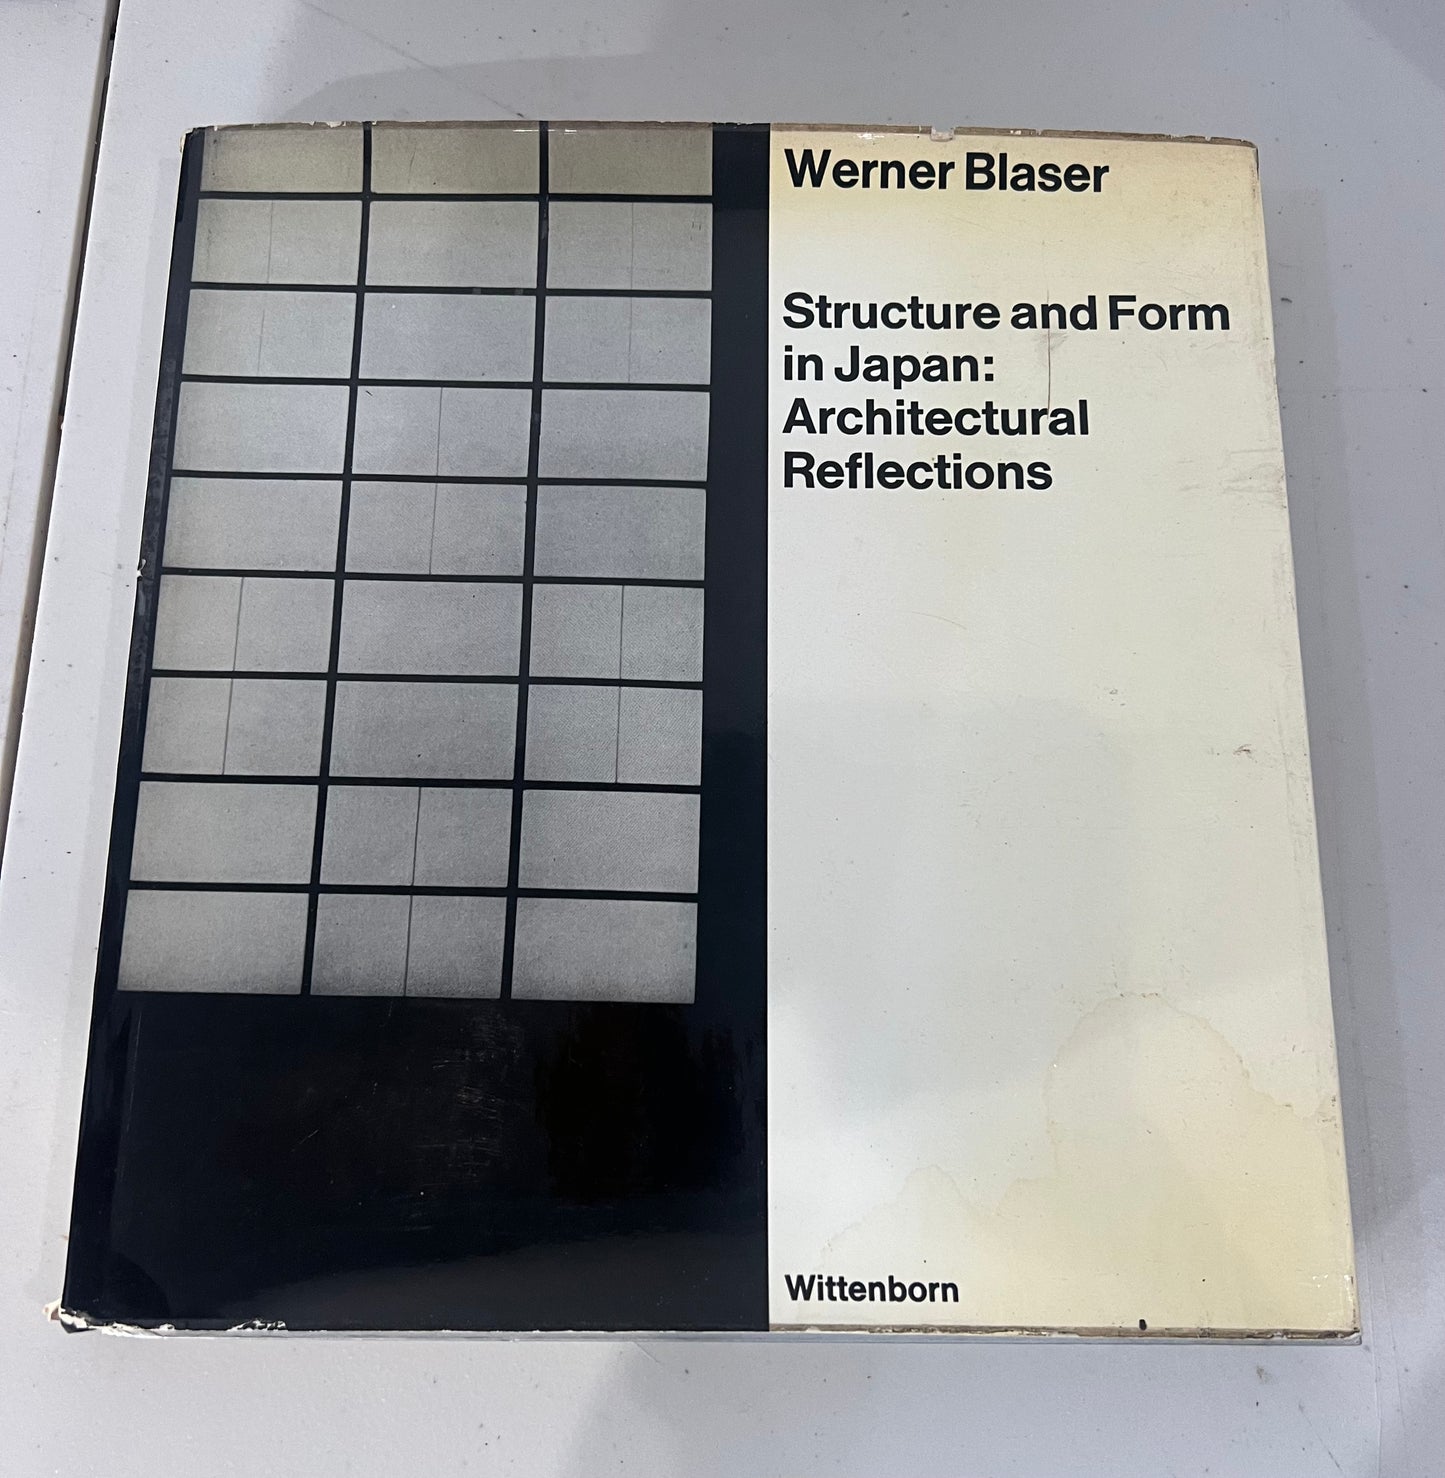 Werner Blaser
Structure and Form
in Japan:
Architectural
Reflections
Wittenborn